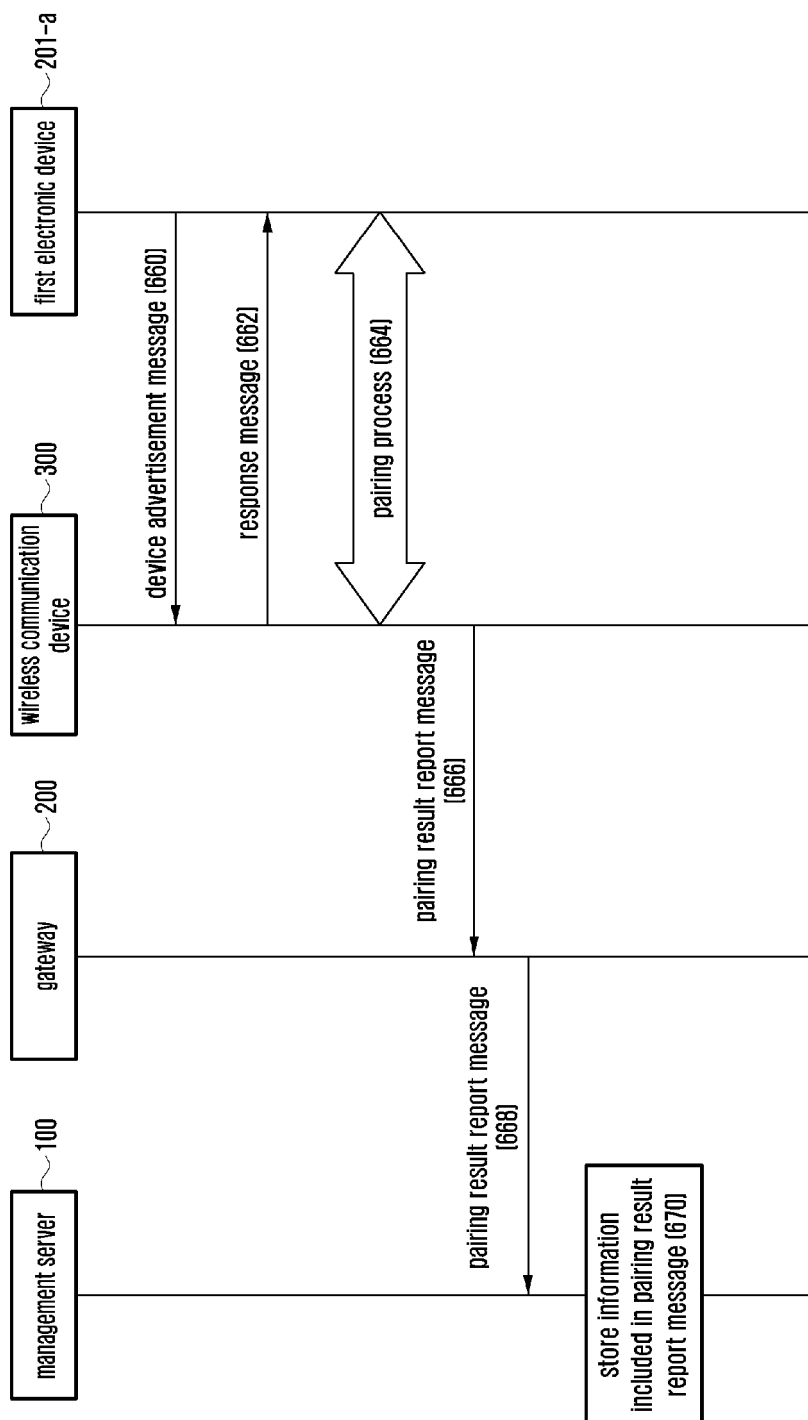 management server
100
gateway
200
wireless communication
device
300
first electronic device
201-a
device advertisement message (660)
response message (662)
pairing process (664)
pairing result report message
(666)
pairing result report message
(668)
store information
included in pairing result
report message (670)